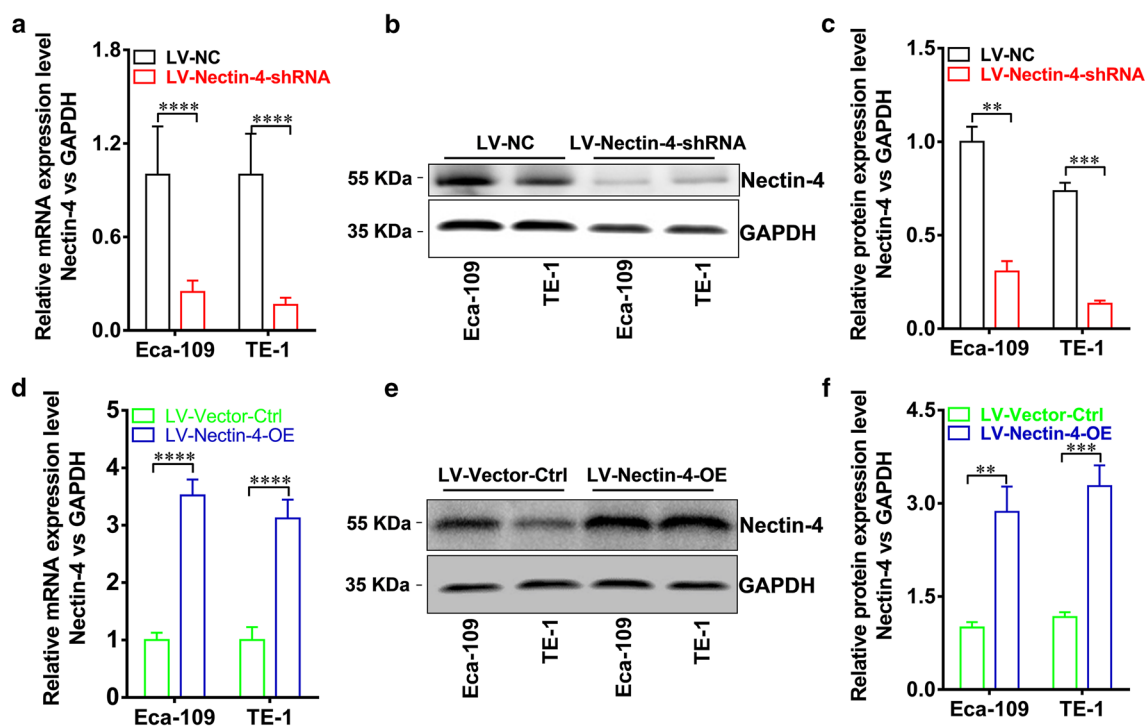 a
Relative mRNA expression level
Nectin-4 vs GAPDH
1.8
1.2
0.6
0.0
LV-NC
LV-Nectin-4-shRNA
****
****
Eca-109
TE-1
b
LV-NC
LV-Nectin-4-shRNA
55 KDa -
Nectin-4
35 KDa -
GAPDH
Eca-109
TE-1
Eca-109
TE-1
c
Relative protein expression level
Nectin-4 vs GAPDH
1.5
1.0
0.5
0.0
LV-NC
LV-Nectin-4-shRNA
**
***
Eca-109
TE-1
d
Relative mRNA expression level
Nectin-4 vs GAPDH
5
4
3
2
1
0
LV-Vector-Ctrl
LV-Nectin-4-OE
****
****
Eca-109
TE-1
e
LV-Vector-Ctrl
LV-Nectin-4-OE
55 KDa -
Nectin-4
35 KDa -
GAPDH
Eca-109
TE-1
Eca-109
TE-1
f
Relative protein expression level
Nectin-4 vs GAPDH
4.5
3.0
1.5
0.0
LV-Vector-Ctrl
LV-Nectin-4-OE
**
***
Eca-109
TE-1